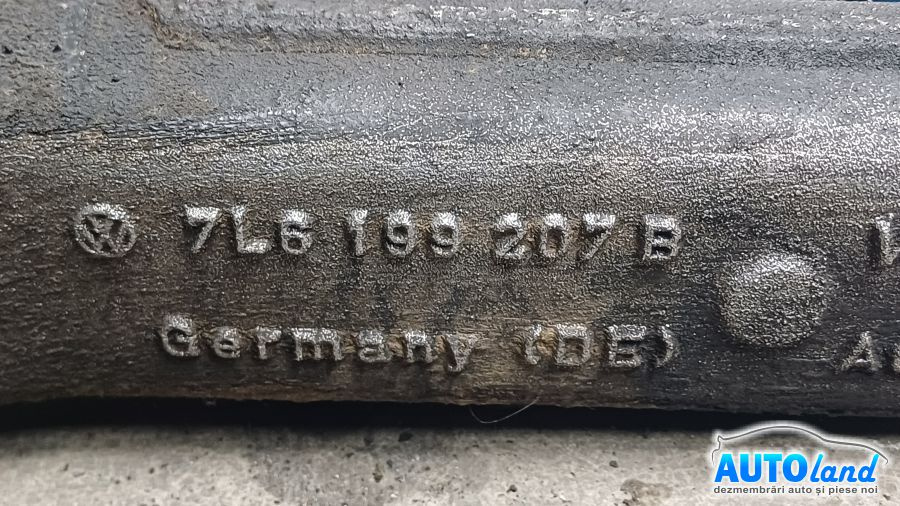 7L6 199 207 B
Germany (DE)
AUTOland
dezmembrări auto și piese noi